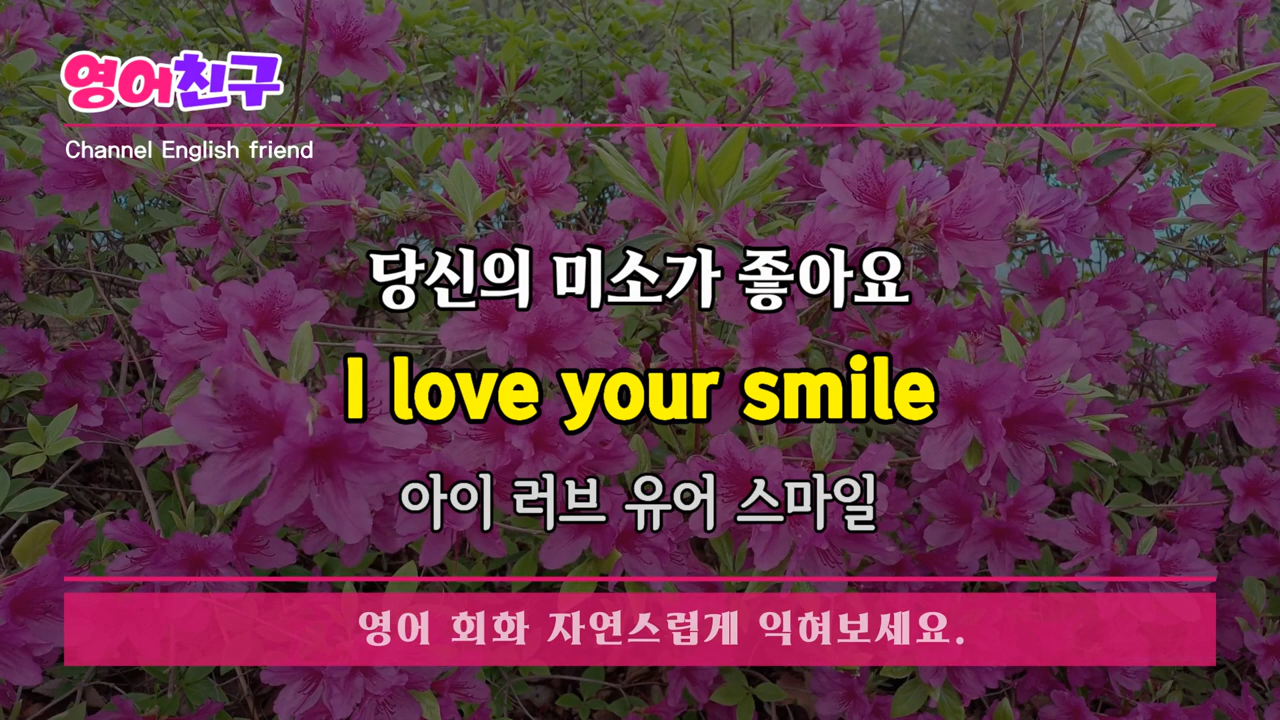 영어친구
Channel English friend
당신의 미소가 좋아요
I love your smile
아이 러브 유어 스마일
영어 회화 자연스럽게 익혀보세요.